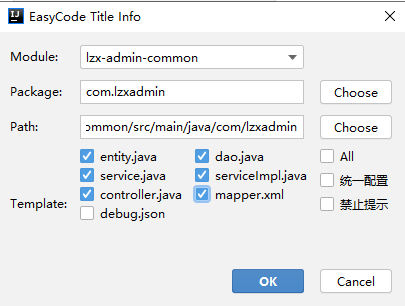 EasyCode Title Info
Module: lzx-admin-common
Package: com.lzxadmin Choose
Path: ommon/src/main/java/com/lzxadmin Choose
entity.java dao.java All
service.java serviceImpl.java 统一配置
Template: controller.java mapper.xml 禁止提示
debug.json
OK Cancel